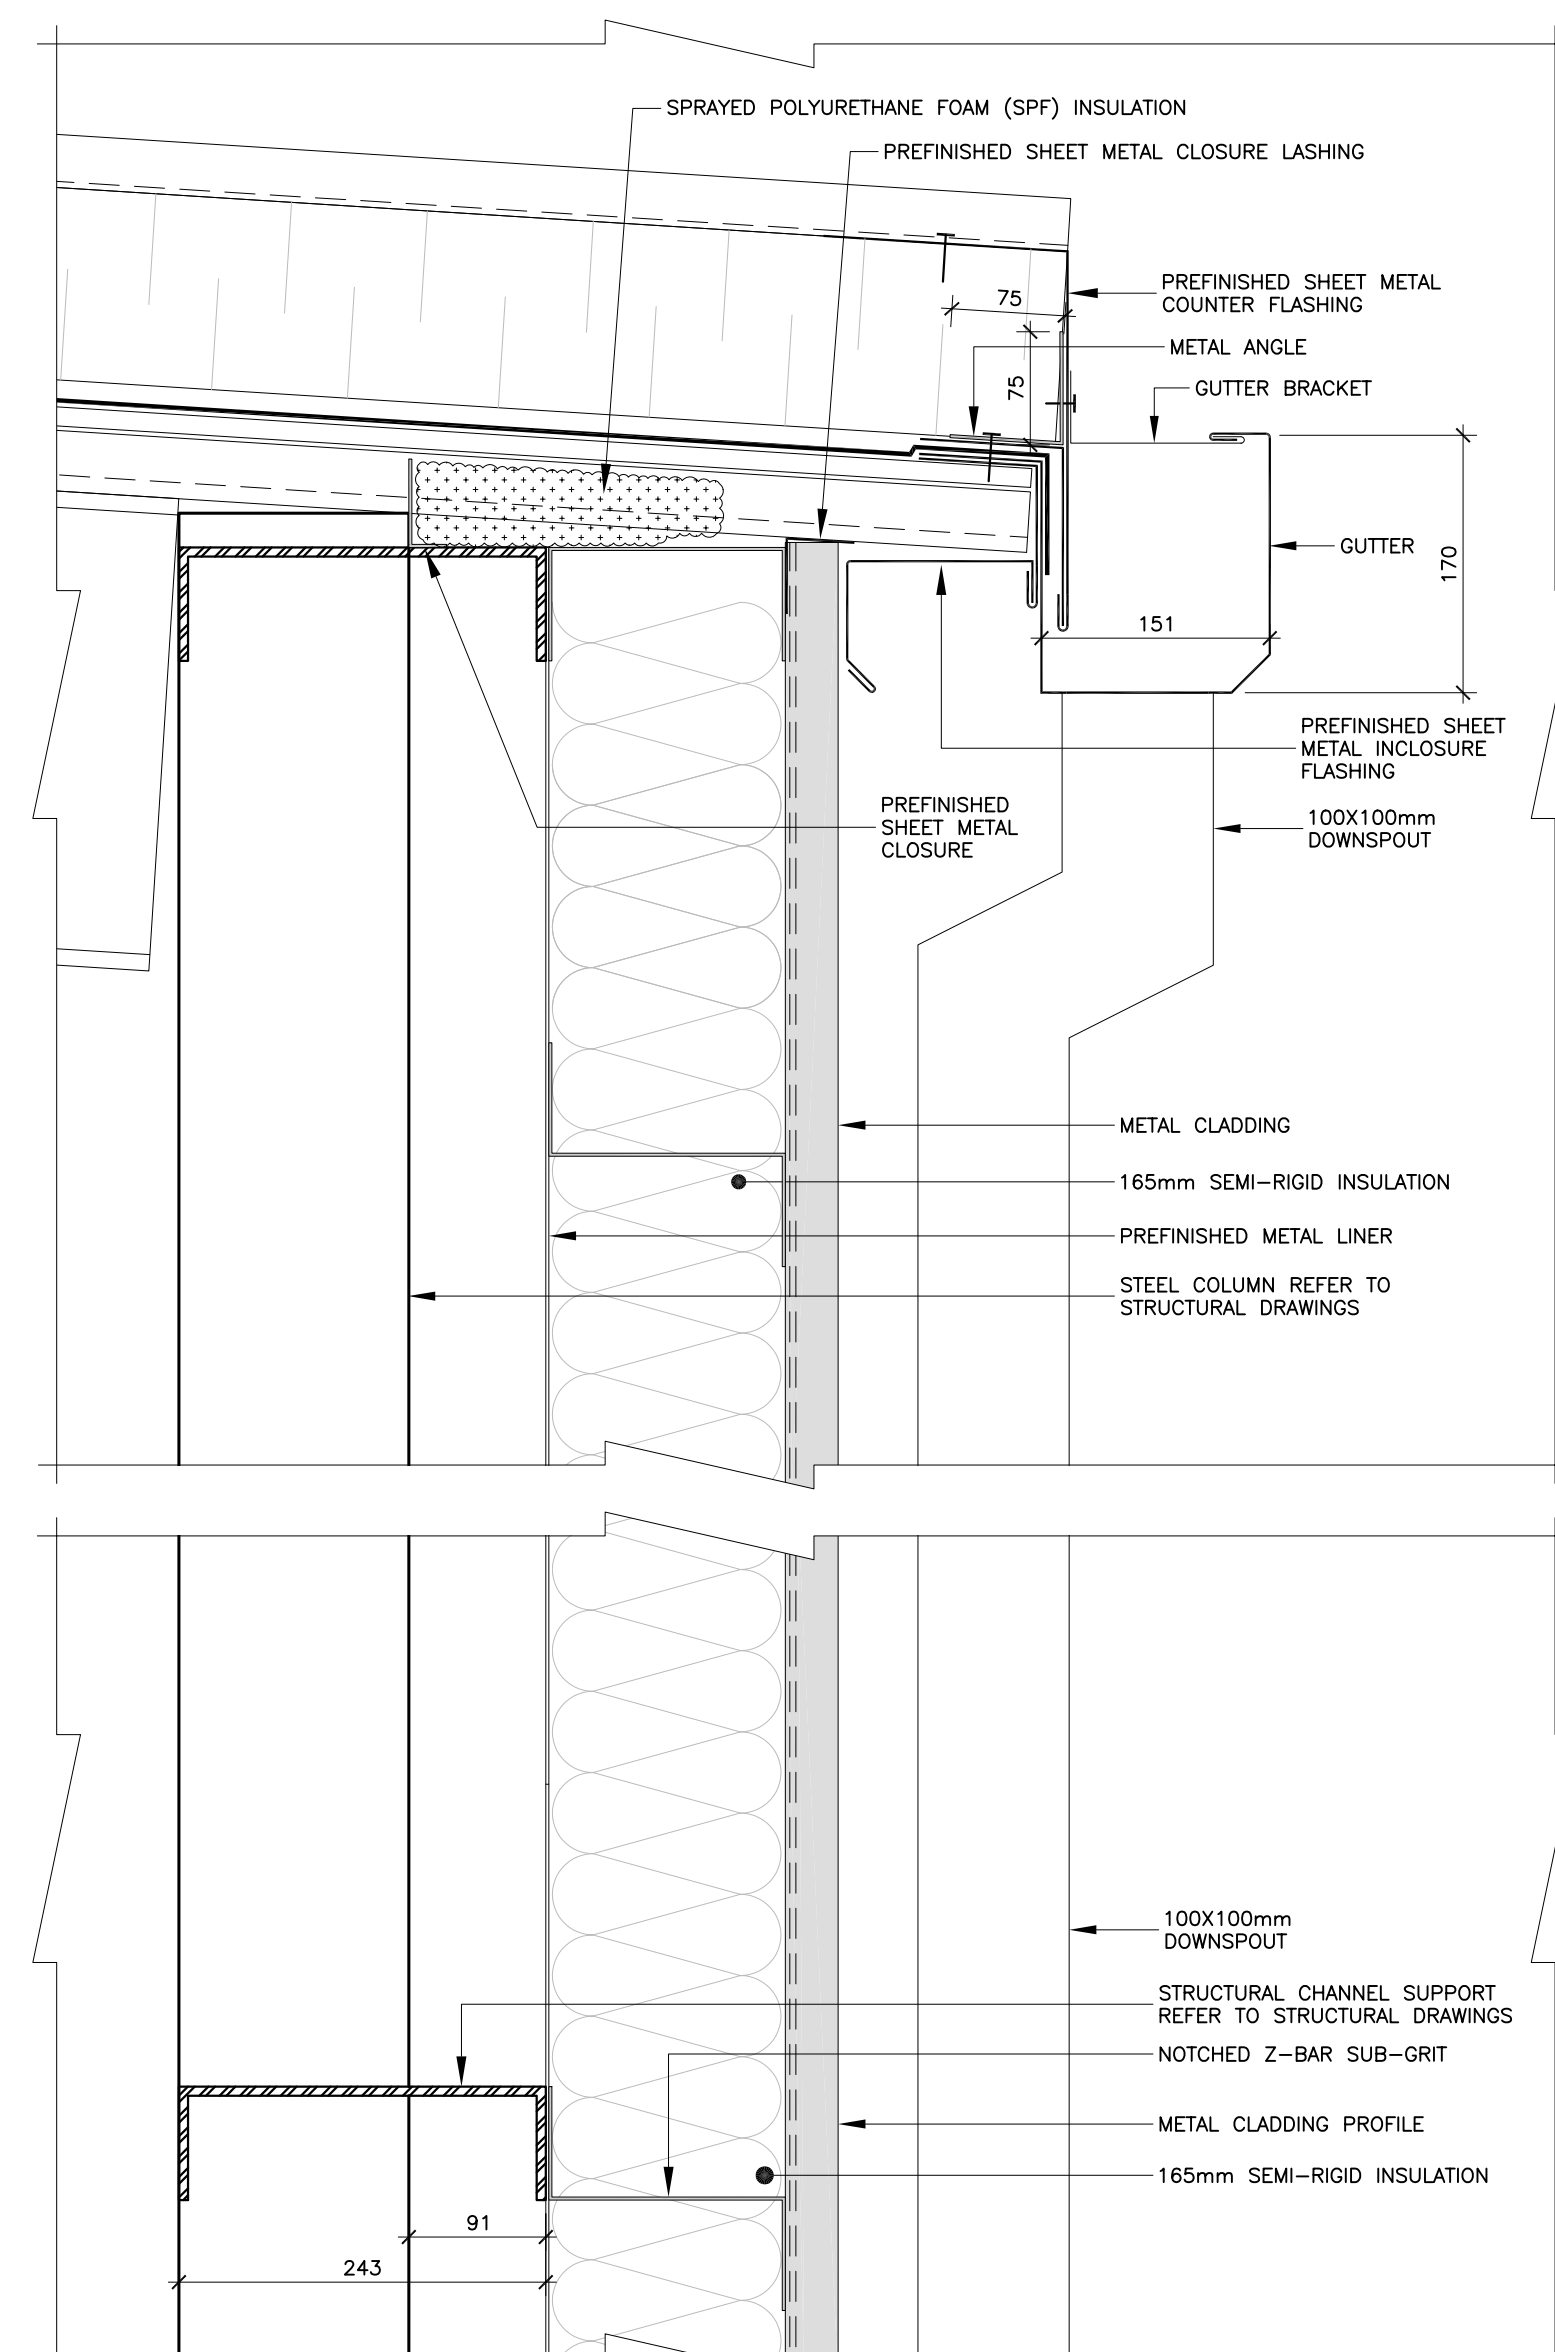 SPRAYED POLYURETHANE FOAM (SPF) INSULATION
PREFINISHED SHEET METAL CLOSURE LASHING
PREFINISHED SHEET METAL
COUNTER FLASHING
75
METAL ANGLE
75
GUTTER BRACKET
GUTTER
170
151
PREFINISHED SHEET
METAL INCLOSURE
FLASHING
PREFINISHED
SHEET METAL
CLOSURE
100X100mm
DOWNSPOUT
METAL CLADDING
165mm SEMI-RIGID INSULATION
PREFINISHED METAL LINER
STEEL COLUMN REFER TO
STRUCTURAL DRAWINGS
100X100mm
DOWNSPOUT
STRUCTURAL CHANNEL SUPPORT
REFER TO STRUCTURAL DRAWINGS
NOTCHED Z-BAR SUB-GRIT
METAL CLADDING PROFILE
165mm SEMI-RIGID INSULATION
91
243